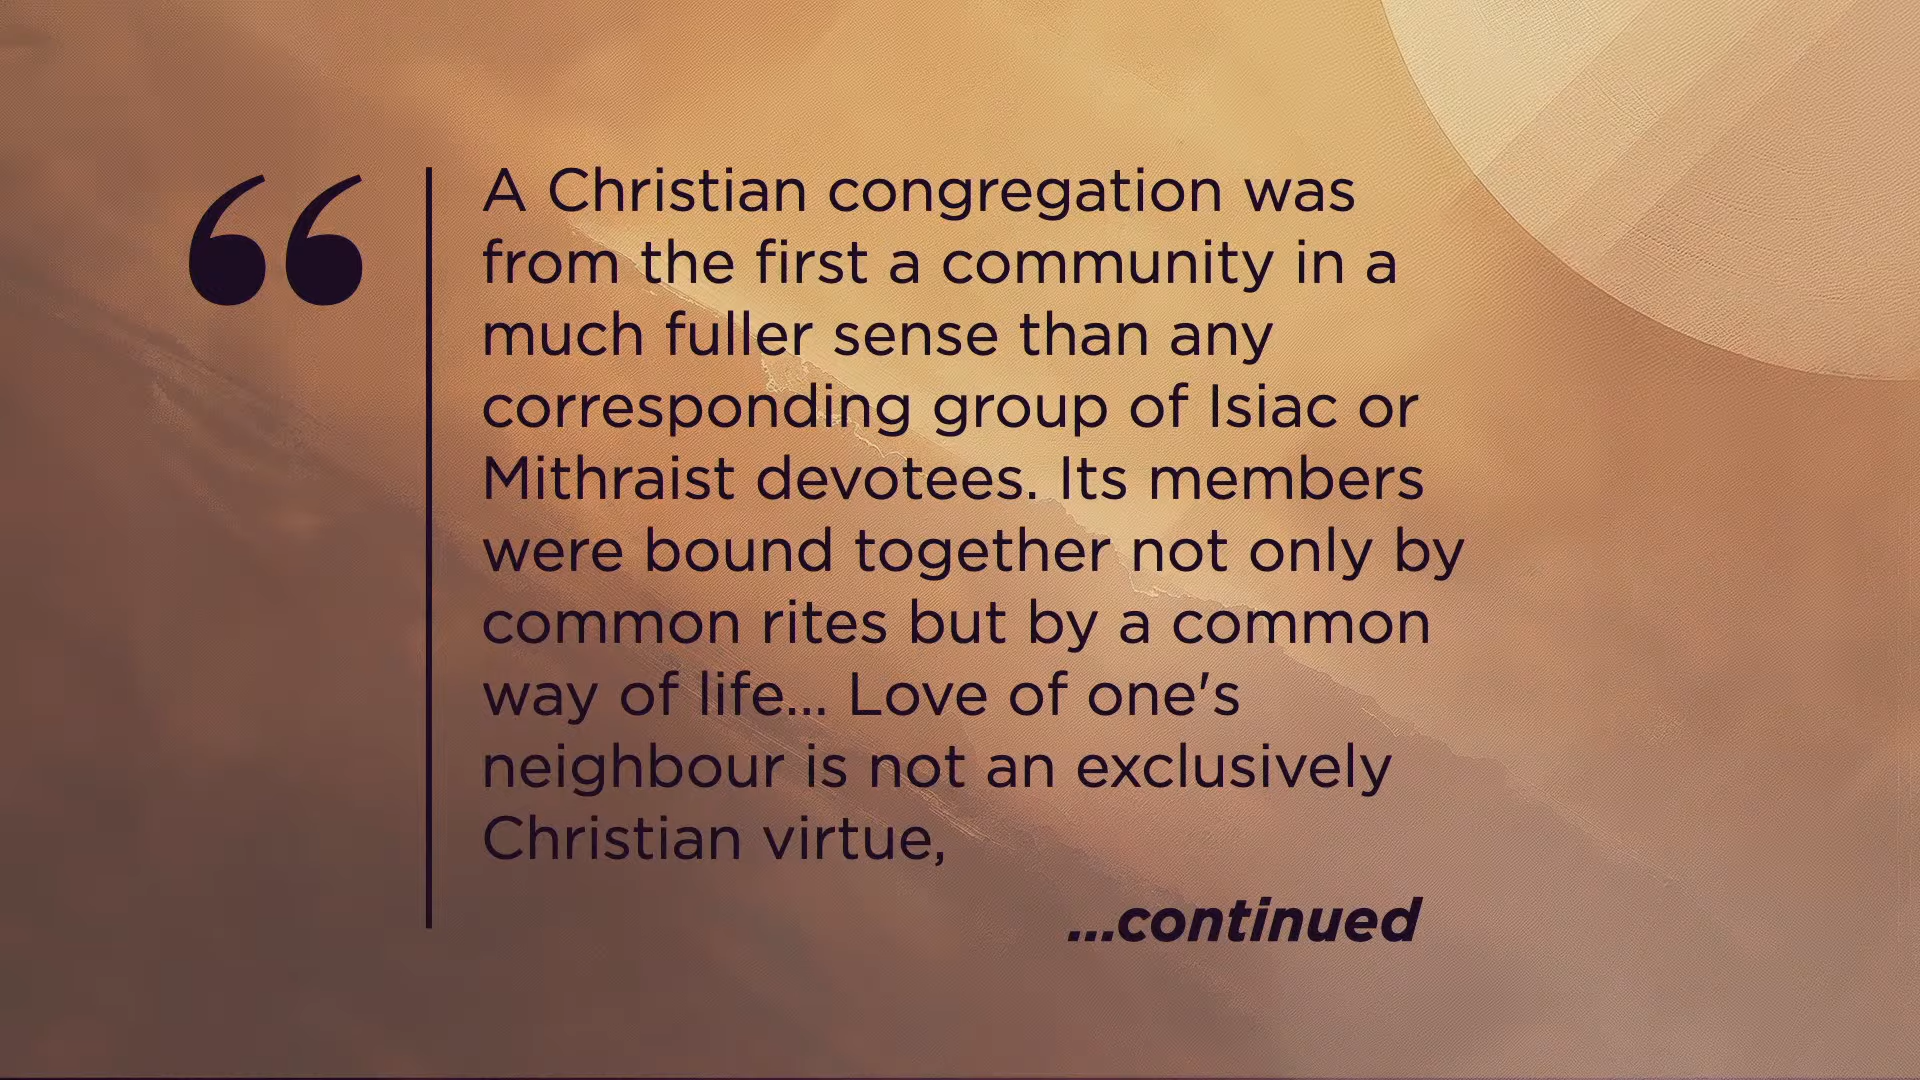 “
A Christian congregation was
from the first a community in a
much fuller sense than any
corresponding group of Isiac or
Mithraist devotees. Its members
were bound together not only by
common rites but by a common
way of life... Love of one's
neighbour is not an exclusively
Christian virtue,
...continued